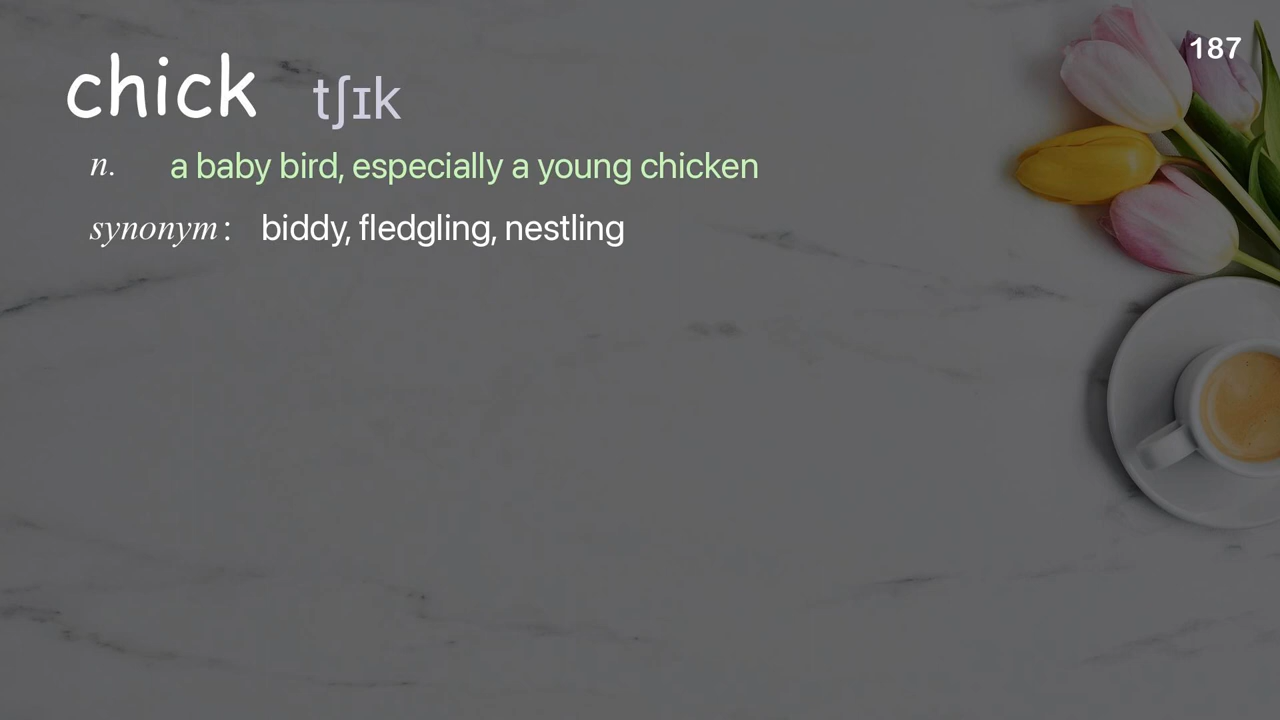 187
chick tʃɪk
n. a baby bird, especially a young chicken
synonym: biddy, fledgling, nestling